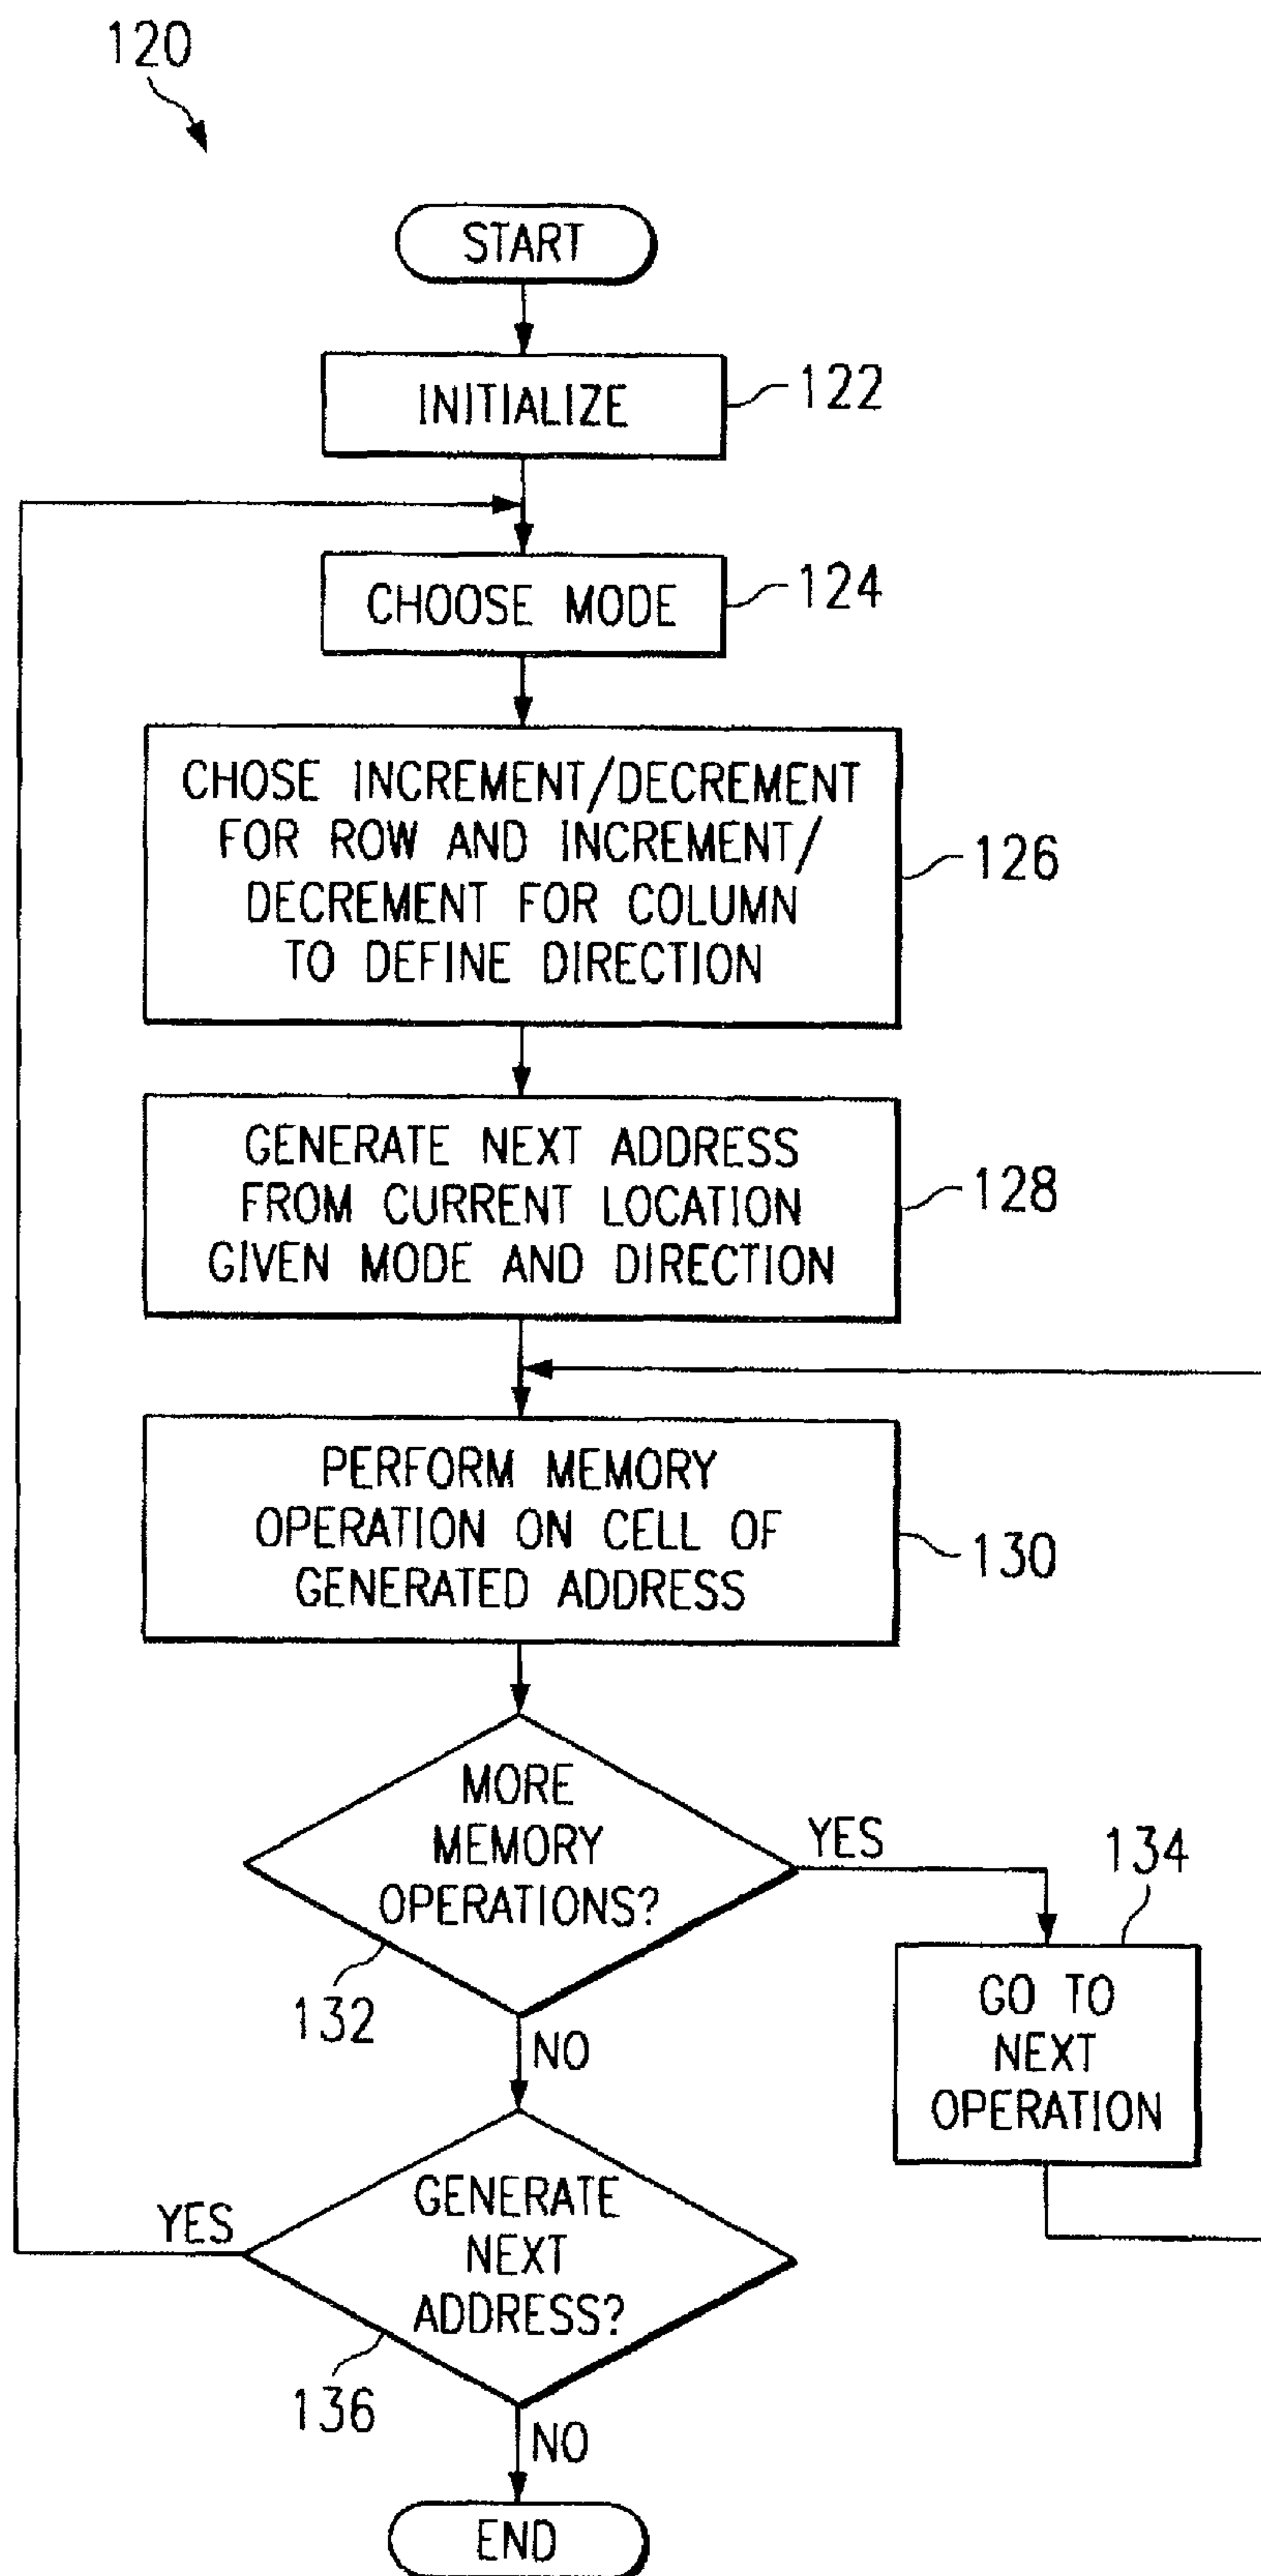 120
START
INITIALIZE
122
CHOOSE MODE
124
CHOSE INCREMENT/DECREMENT
FOR ROW AND INCREMENT/
DECREMENT FOR COLUMN
TO DEFINE DIRECTION
126
GENERATE NEXT ADDRESS
FROM CURRENT LOCATION
GIVEN MODE AND DIRECTION
128
PERFORM MEMORY
OPERATION ON CELL OF
GENERATED ADDRESS
130
MORE
MEMORY
OPERATIONS?
132
YES
134
GO TO
NEXT
OPERATION
NO
GENERATE
NEXT
ADDRESS?
136
YES
NO
END